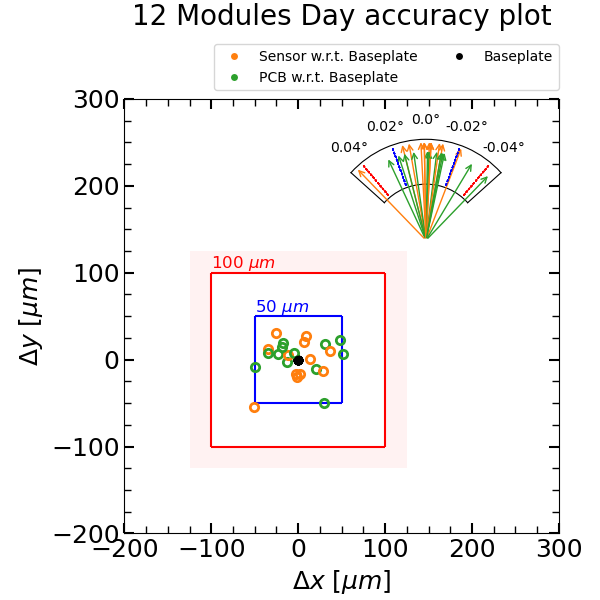 12 Modules Day accuracy plot
Sensor w.r.t. Baseplate
Baseplate
PCB w.r.t. Baseplate
300
0.04°
0.02°
0.0°
-0.02°
-0.04°
200
100
100 μm
50 μm
0
−100
−200
Δy [μm]
−200
−100
0
100
200
300
Δx [μm]